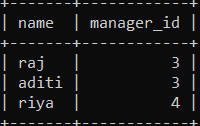 +-------+------------+
| name  | manager_id |
+-------+------------+
| raj   |          3 |
| aditi |          3 |
| riya  |          4 |
+-------+------------+